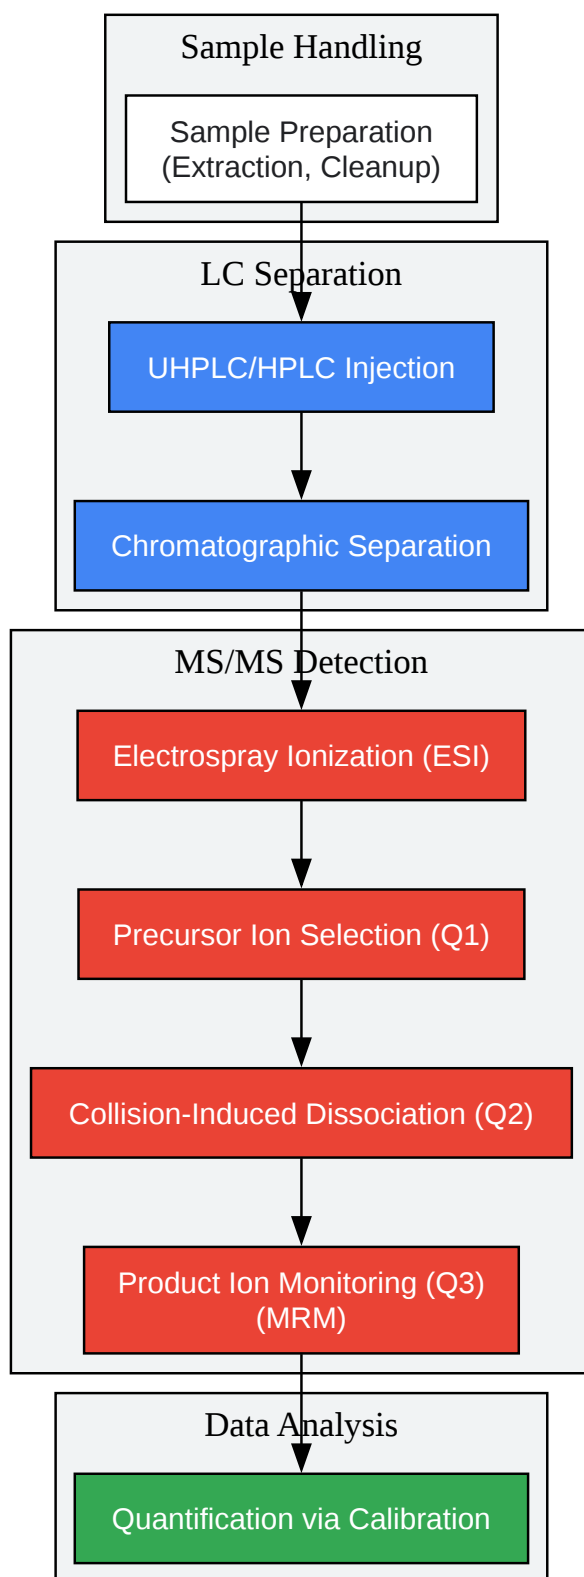 Sample Handling
Sample Preparation
(Extraction, Cleanup)
LC Separation
UHPLC/HPLC Injection
Chromatographic Separation
MS/MS Detection
Electrospray Ionization (ESI)
Precursor Ion Selection (Q1)
Collision-Induced Dissociation (Q2)
Product Ion Monitoring (Q3)
(MRM)
Data Analysis
Quantification via Calibration